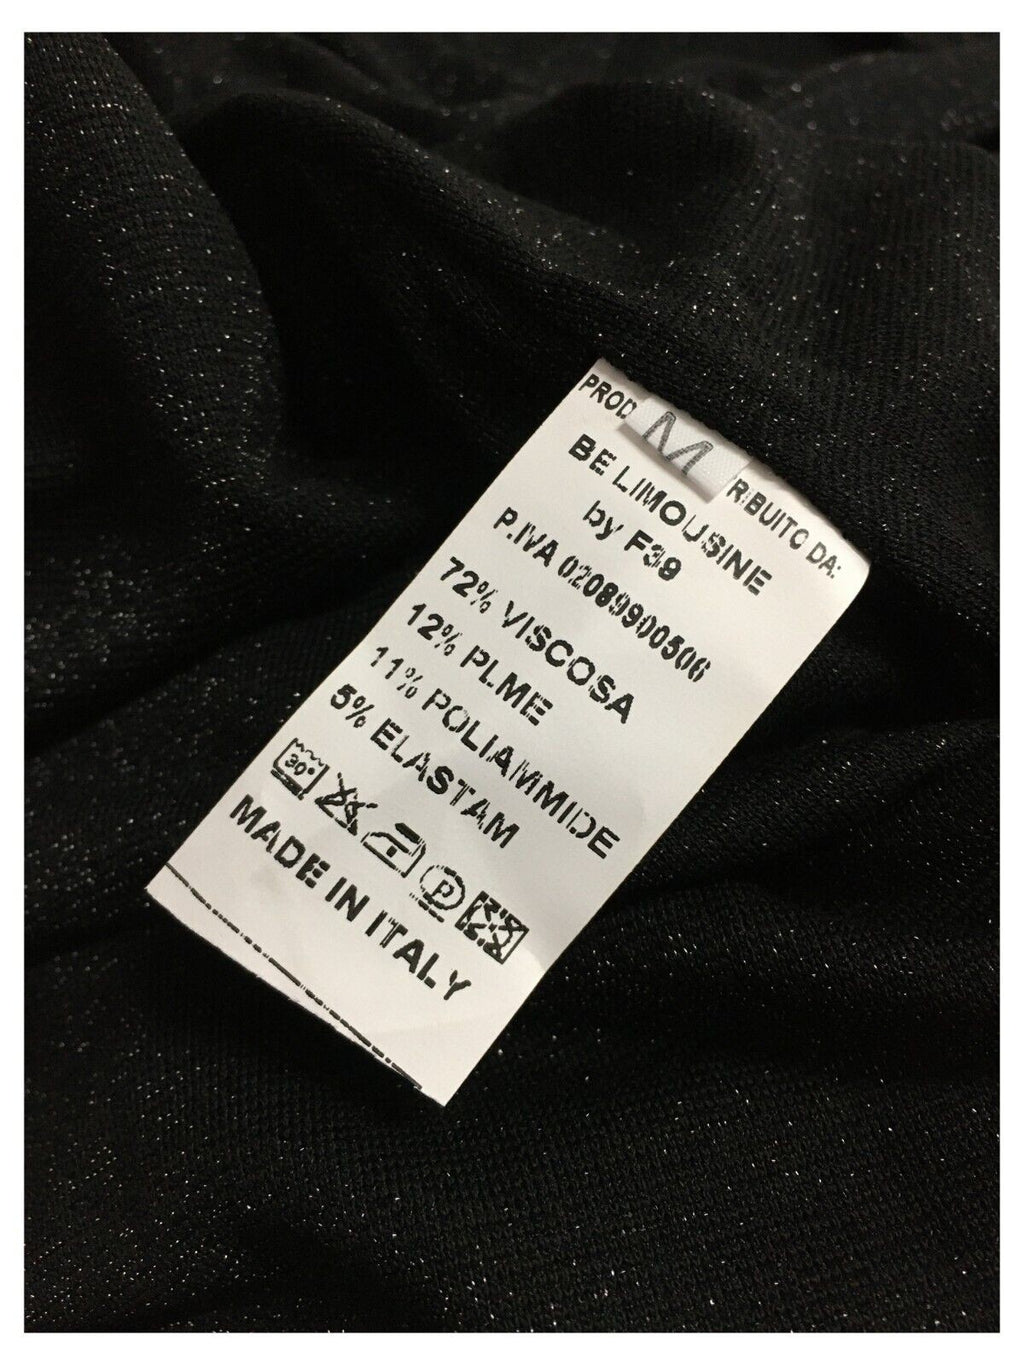 M
PROD RIBUITO DA:
BE LIMOUSINE
by F39
P.IVA 02089900506
72% VISCOSA
12% PLME
11% POLIAMMIDE
5% ELASTAM
30°
P
MADE IN ITALY